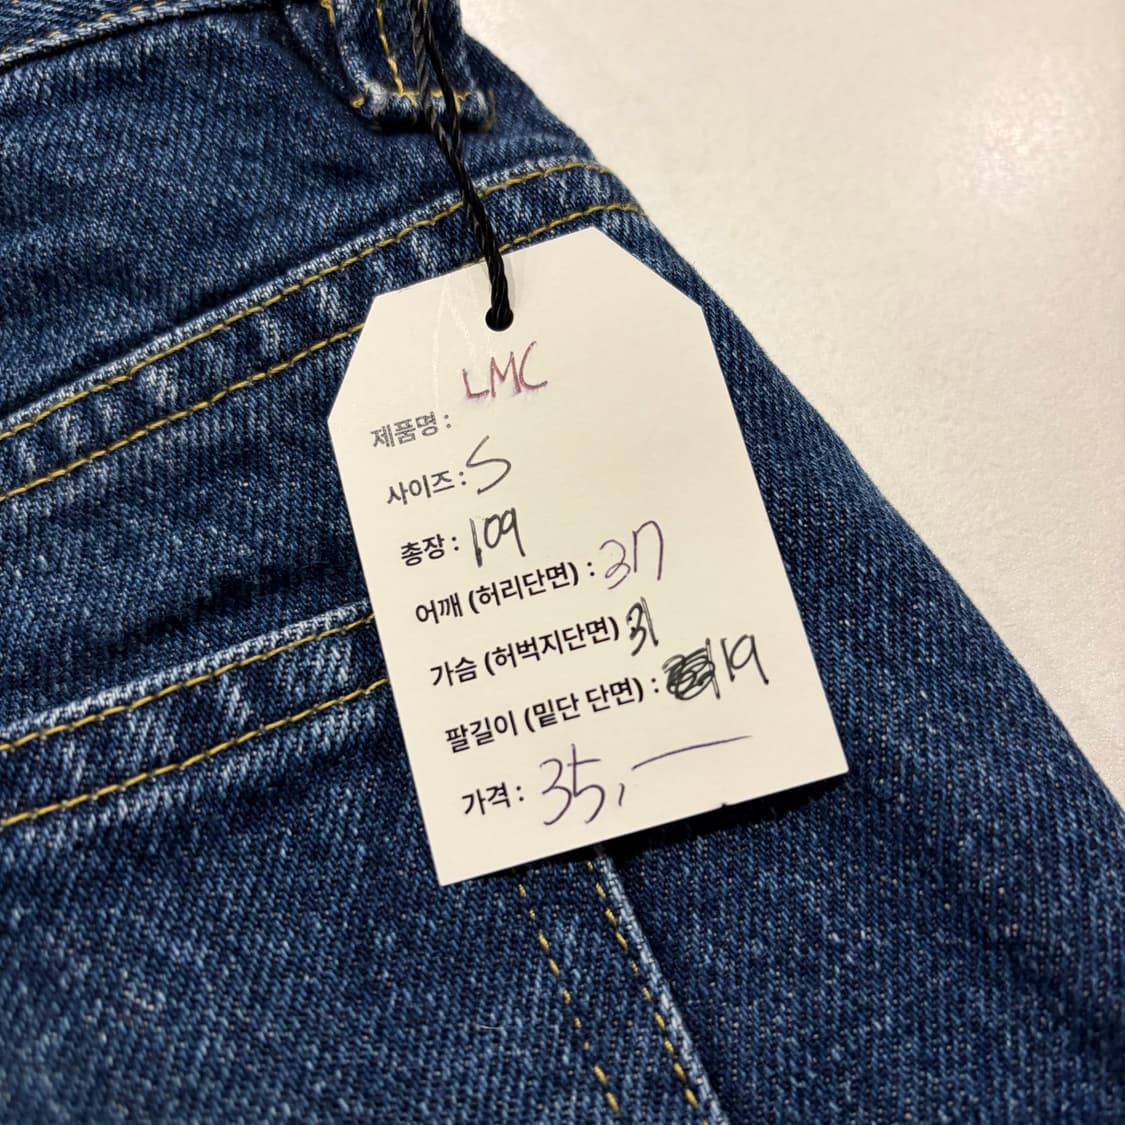 LMC
제품명 :
사이즈 : S
총장 : 109
어깨 (허리단면) : 37
가슴 (허벅지단면) 31
팔길이 (밑단 단면) : 19
가격 : 35,—